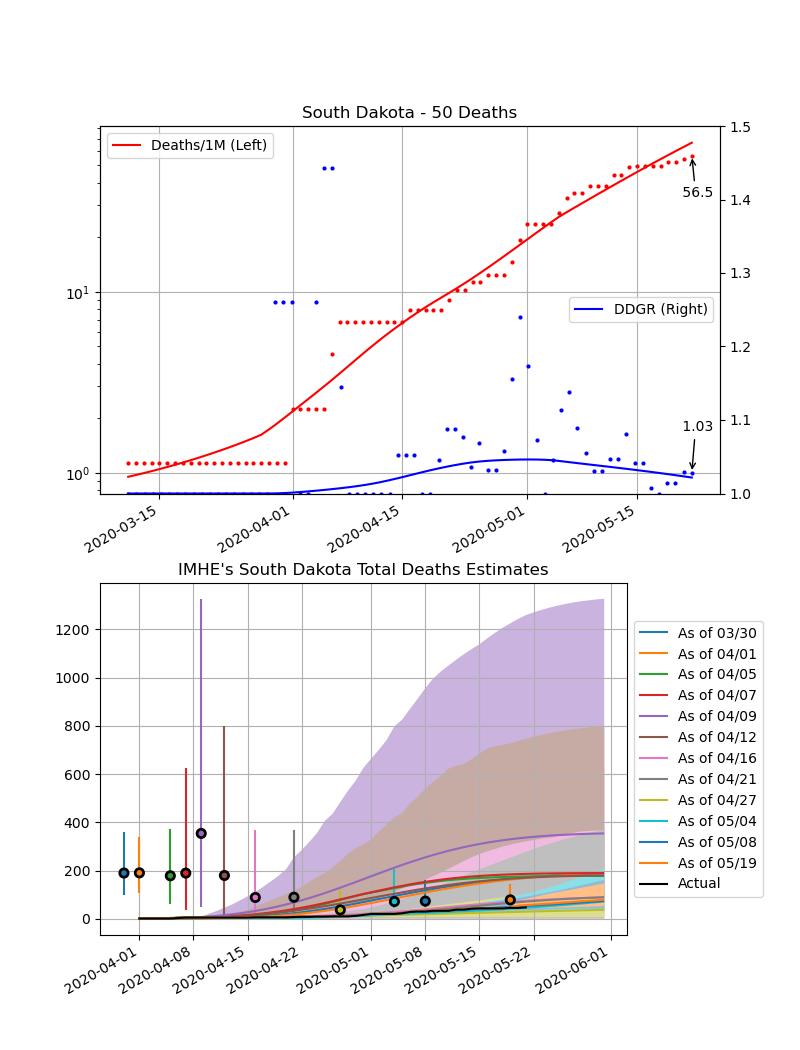 South Dakota - 50 Deaths
Deaths/1M (Left)
DDGR (Right)
56.5
1.03
10^1
10^0
1.5
1.4
1.3
1.2
1.1
1.0
2020-03-15
2020-04-01
2020-04-15
2020-05-01
2020-05-15
IMHE's South Dakota Total Deaths Estimates
1200
1000
800
600
400
200
0
2020-04-01
2020-04-08
2020-04-15
2020-04-22
2020-05-01
2020-05-08
2020-05-15
2020-05-22
2020-06-01
As of 03/30
As of 04/01
As of 04/05
As of 04/07
As of 04/09
As of 04/12
As of 04/16
As of 04/21
As of 04/27
As of 05/04
As of 05/08
As of 05/19
Actual